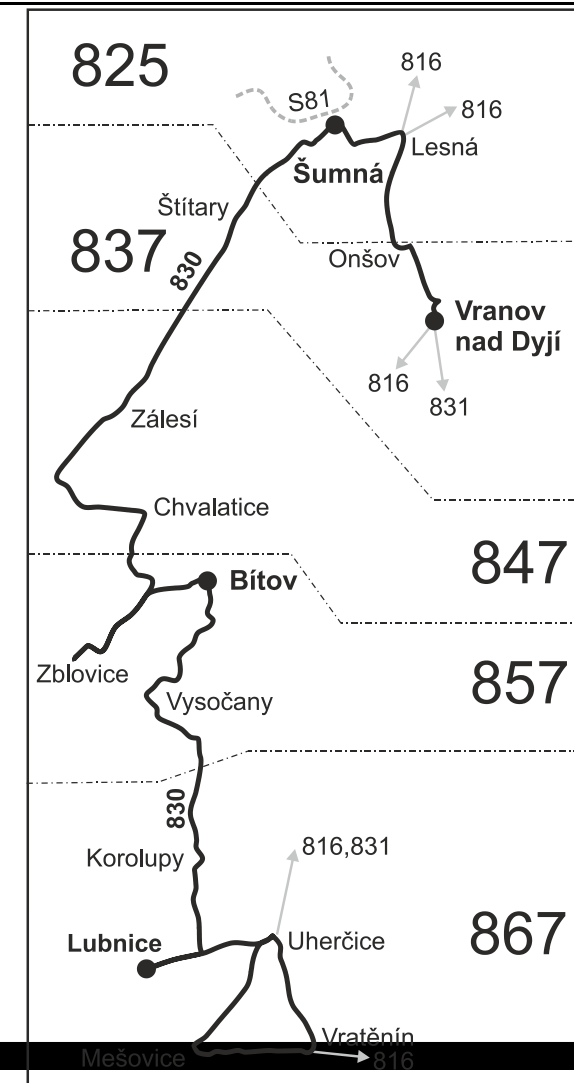 825
816
S81
816
Lesná
Šumná
Štítary
837
830
Onšov
Vranov
nad Dyjí
816
831
Zálesí
Chvalatice
847
Bítov
Zblovice
857
Vysočany
830
816,831
Korolupy
867
Lubnice
Uherčice
Vratěnín
Mešovice
816